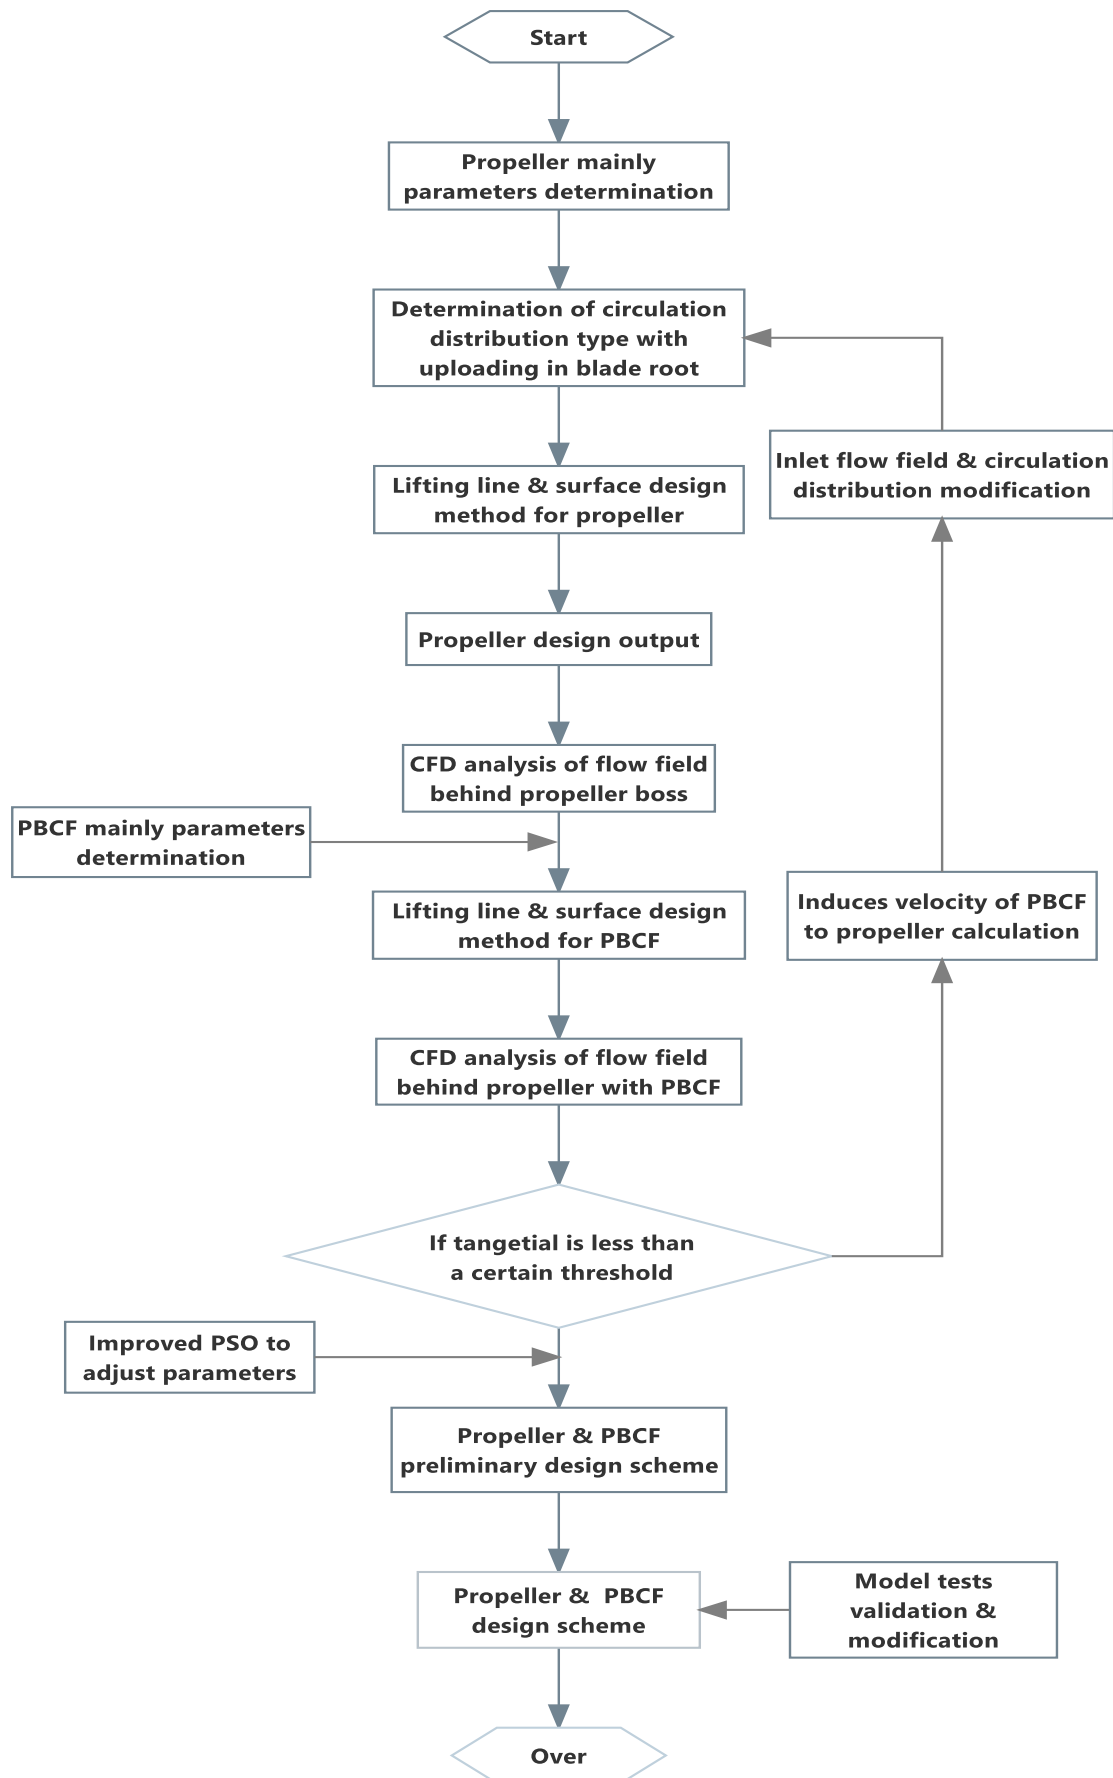 Start
Propeller mainly
parameters determination
Determination of circulation
distribution type with
uploading in blade root
Inlet flow field & circulation
distribution modification
Lifting line & surface design
method for propeller
Propeller design output
CFD analysis of flow field
behind propeller boss
PBCF mainly parameters
determination
Lifting line & surface design
method for PBCF
Induces velocity of PBCF
to propeller calculation
CFD analysis of flow field
behind propeller with PBCF
If tangetial is less than
a certain threshold
Improved PSO to
adjust parameters
Propeller & PBCF
preliminary design scheme
Propeller & PBCF
design scheme
Model tests
validation &
modification
Over